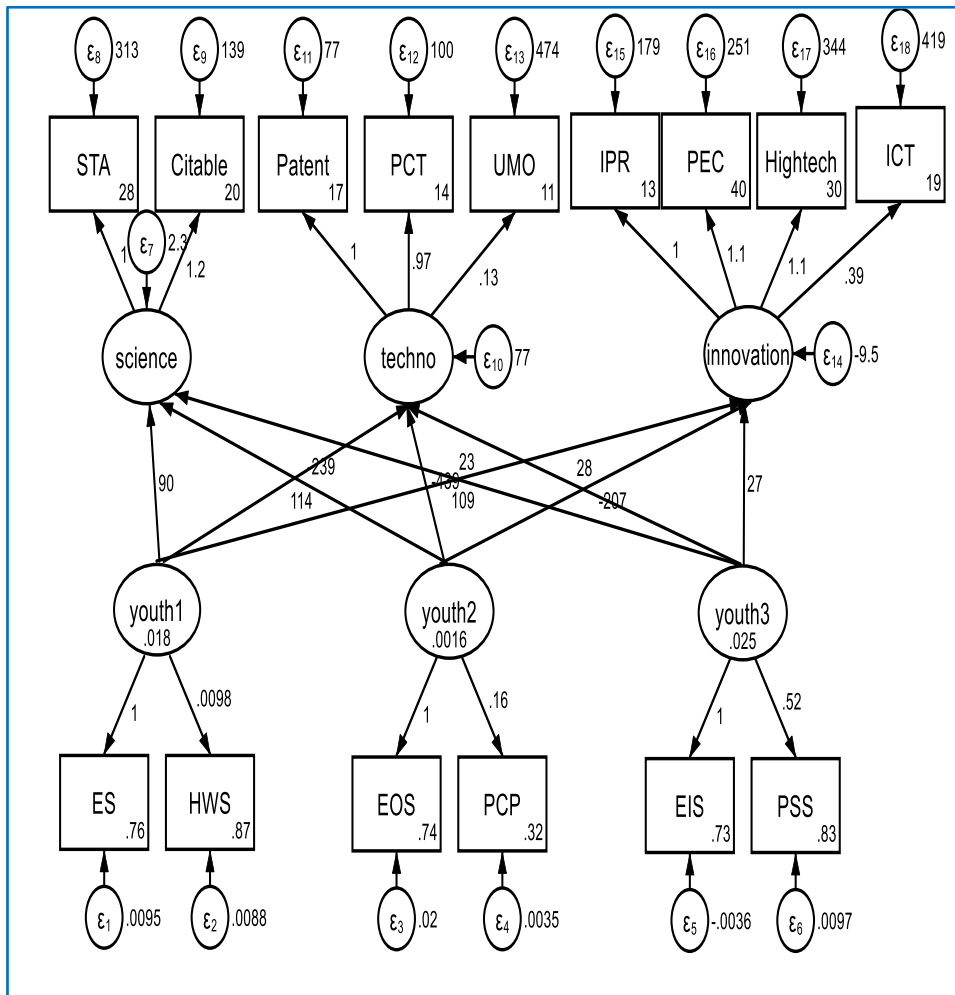 ε8 313
ε9 139
ε11 77
ε12 100
ε13 474
ε15 179
ε16 251
ε17 344
ε18 419
STA 28
Citable 20
Patent 17
PCT 14
UMO 11
IPR 13
PEC 40
Hightech 30
ICT 19
ε7 2.3
1
1.2
1
.97
.13
1
1.1
1.1
.39
science
techno
ε10 77
innovation
ε14 -9.5
90
239
114
23
-439
109
28
-207
27
youth1 .018
youth2 .0016
youth3 .025
1
.0098
1
.16
1
.52
ES .76
HWS .87
EOS .74
PCP .32
EIS .73
PSS .83
ε1 .0095
ε2 .0088
ε3 .02
ε4 .0035
ε5 -.0036
ε6 .0097